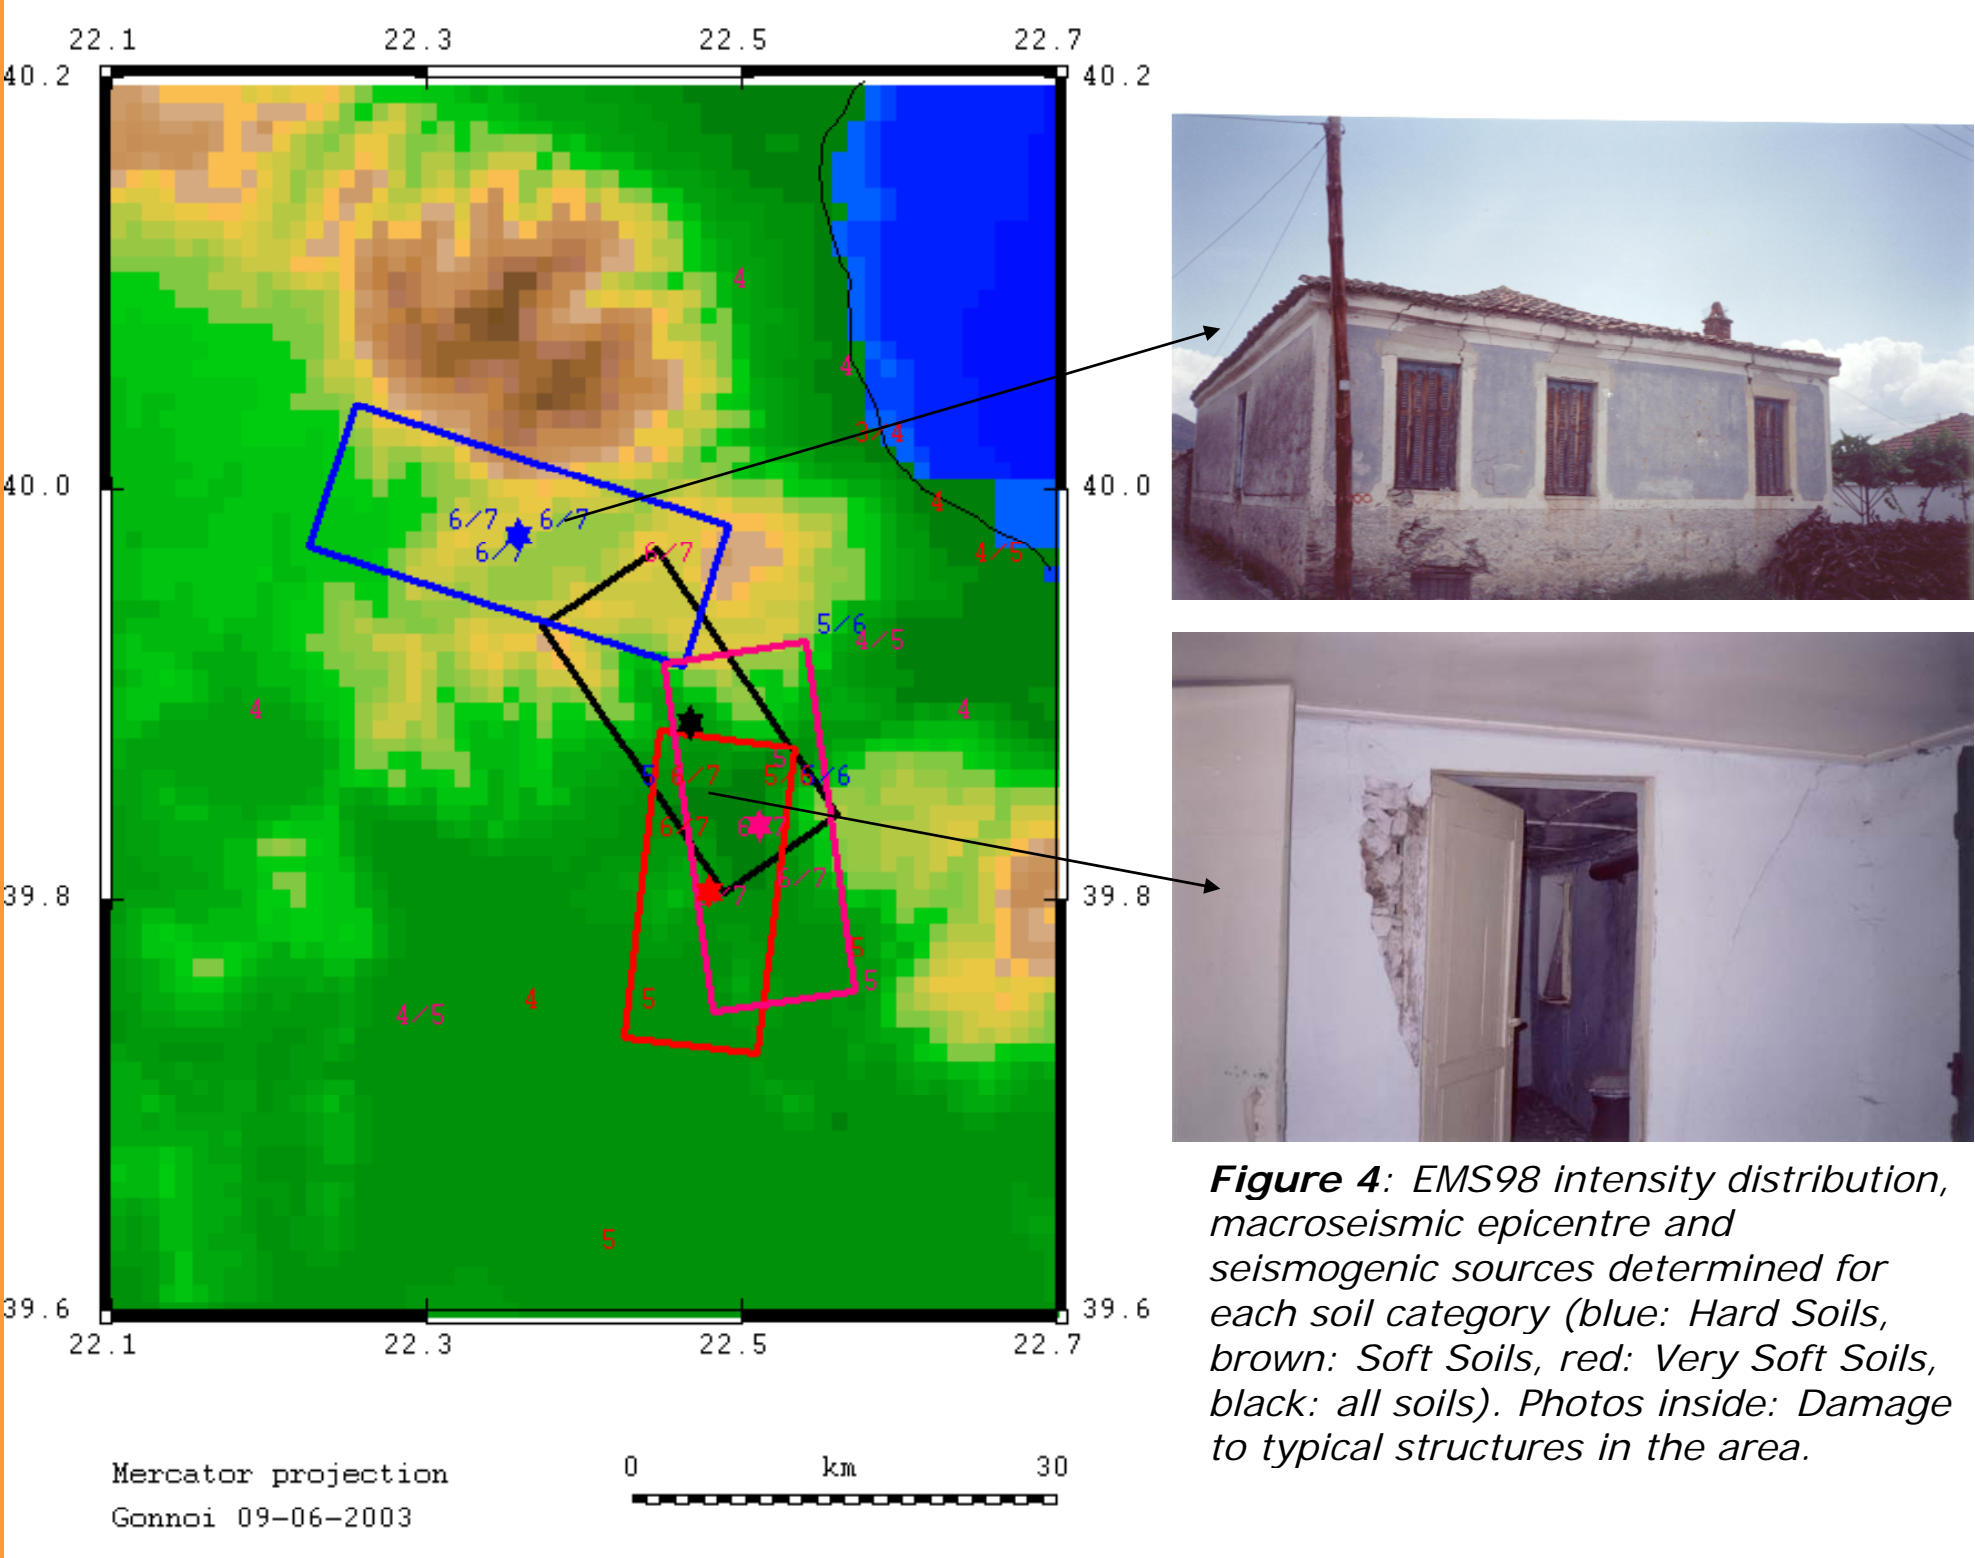 22.1 22.3 22.5 22.7
40.2 40.2
4
4
3/4
40.0 40.0
4
6/7 6/7
6/7
6/7 4/5
5/6
4/5
4 4
5
5 6/7 5/6
6/7
6/7
39.8 39.8
5
5
4 5
4/5
5
39.6 39.6
22.1 22.3 22.5 22.7
Mercator projection
Gonnoi 09-06-2003
0 km 30
Figure 4: EMS98 intensity distribution,
macroseismic epicentre and
seismogenic sources determined for
each soil category (blue: Hard Soils,
brown: Soft Soils, red: Very Soft Soils,
black: all soils). Photos inside: Damage
to typical structures in the area.